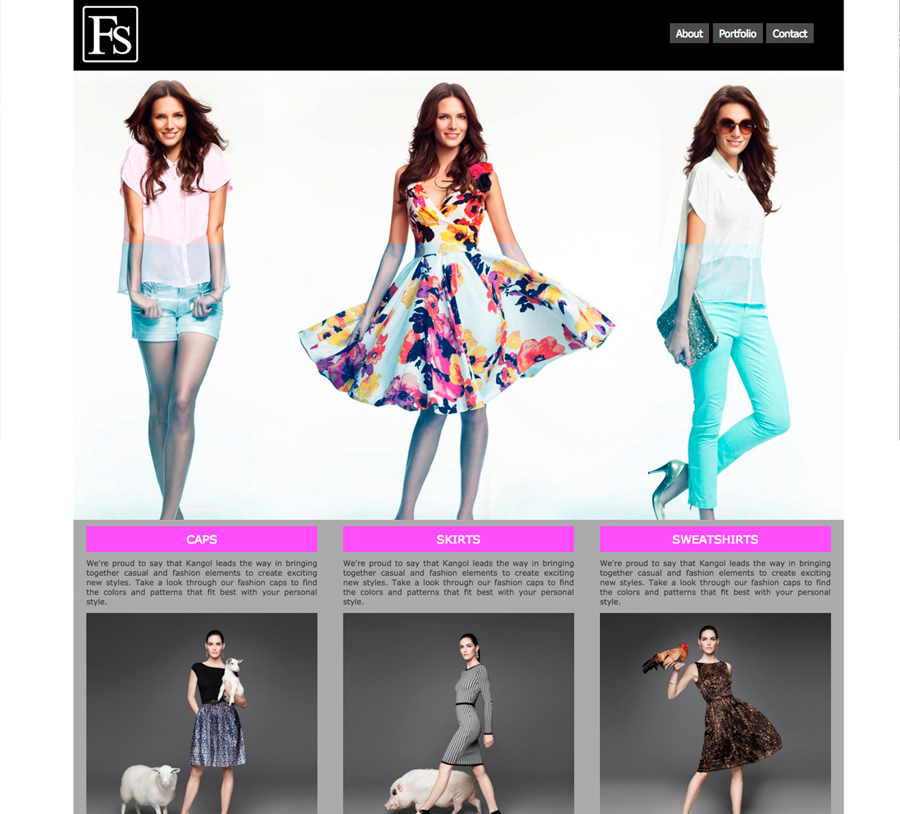 FS
About Portfolio Contact
CAPS
We're proud to say that Kangol leads the way in bringing
together casual and fashion elements to create exciting
new styles. Take a look through our fashion caps to find
the colors and patterns that fit best with your personal
style.
SKIRTS
We're proud to say that Kangol leads the way in bringing
together casual and fashion elements to create exciting
new styles. Take a look through our fashion caps to find
the colors and patterns that fit best with your personal
style.
SWEATSHIRTS
We're proud to say that Kangol leads the way in bringing
together casual and fashion elements to create exciting
new styles. Take a look through our fashion caps to find
the colors and patterns that fit best with your personal
style.